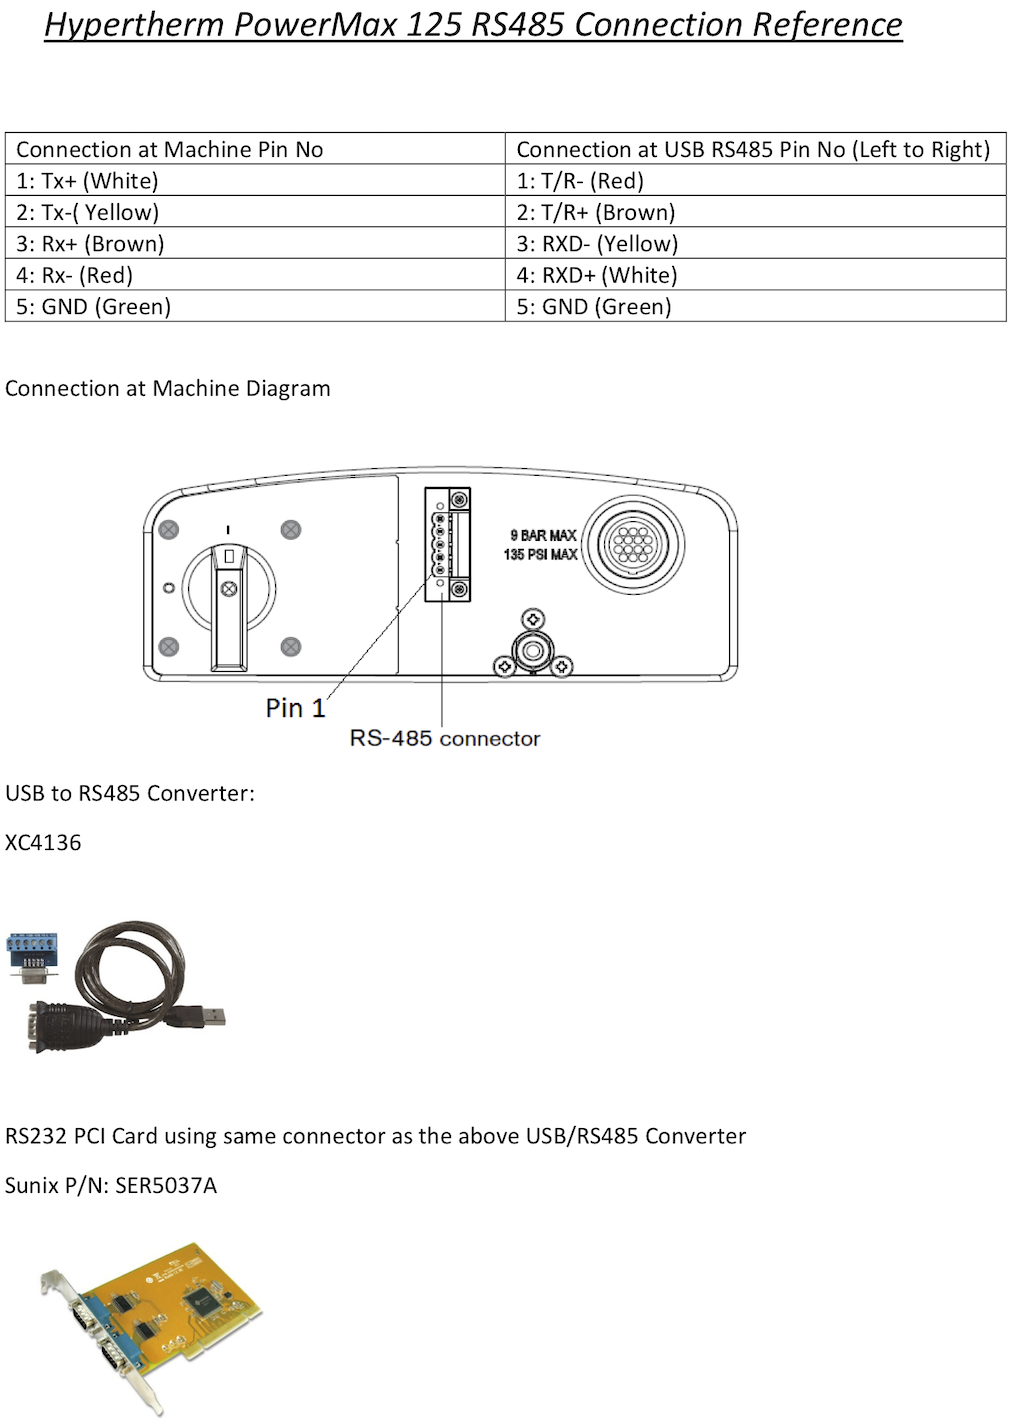 Hypertherm PowerMax 125 RS485 Connection Reference
Connection at Machine Pin No
Connection at USB RS485 Pin No (Left to Right)
1: Tx+ (White)
1: T/R- (Red)
2: Tx-( Yellow)
2: T/R+ (Brown)
3: Rx+ (Brown)
3: RXD- (Yellow)
4: Rx- (Red)
4: RXD+ (White)
5: GND (Green)
5: GND (Green)
Connection at Machine Diagram
I
O
9 BAR MAX
135 PSI MAX
Pin 1
RS-485 connector
USB to RS485 Converter:
XC4136
RS232 PCI Card using same connector as the above USB/RS485 Converter
Sunix P/N: SER5037A